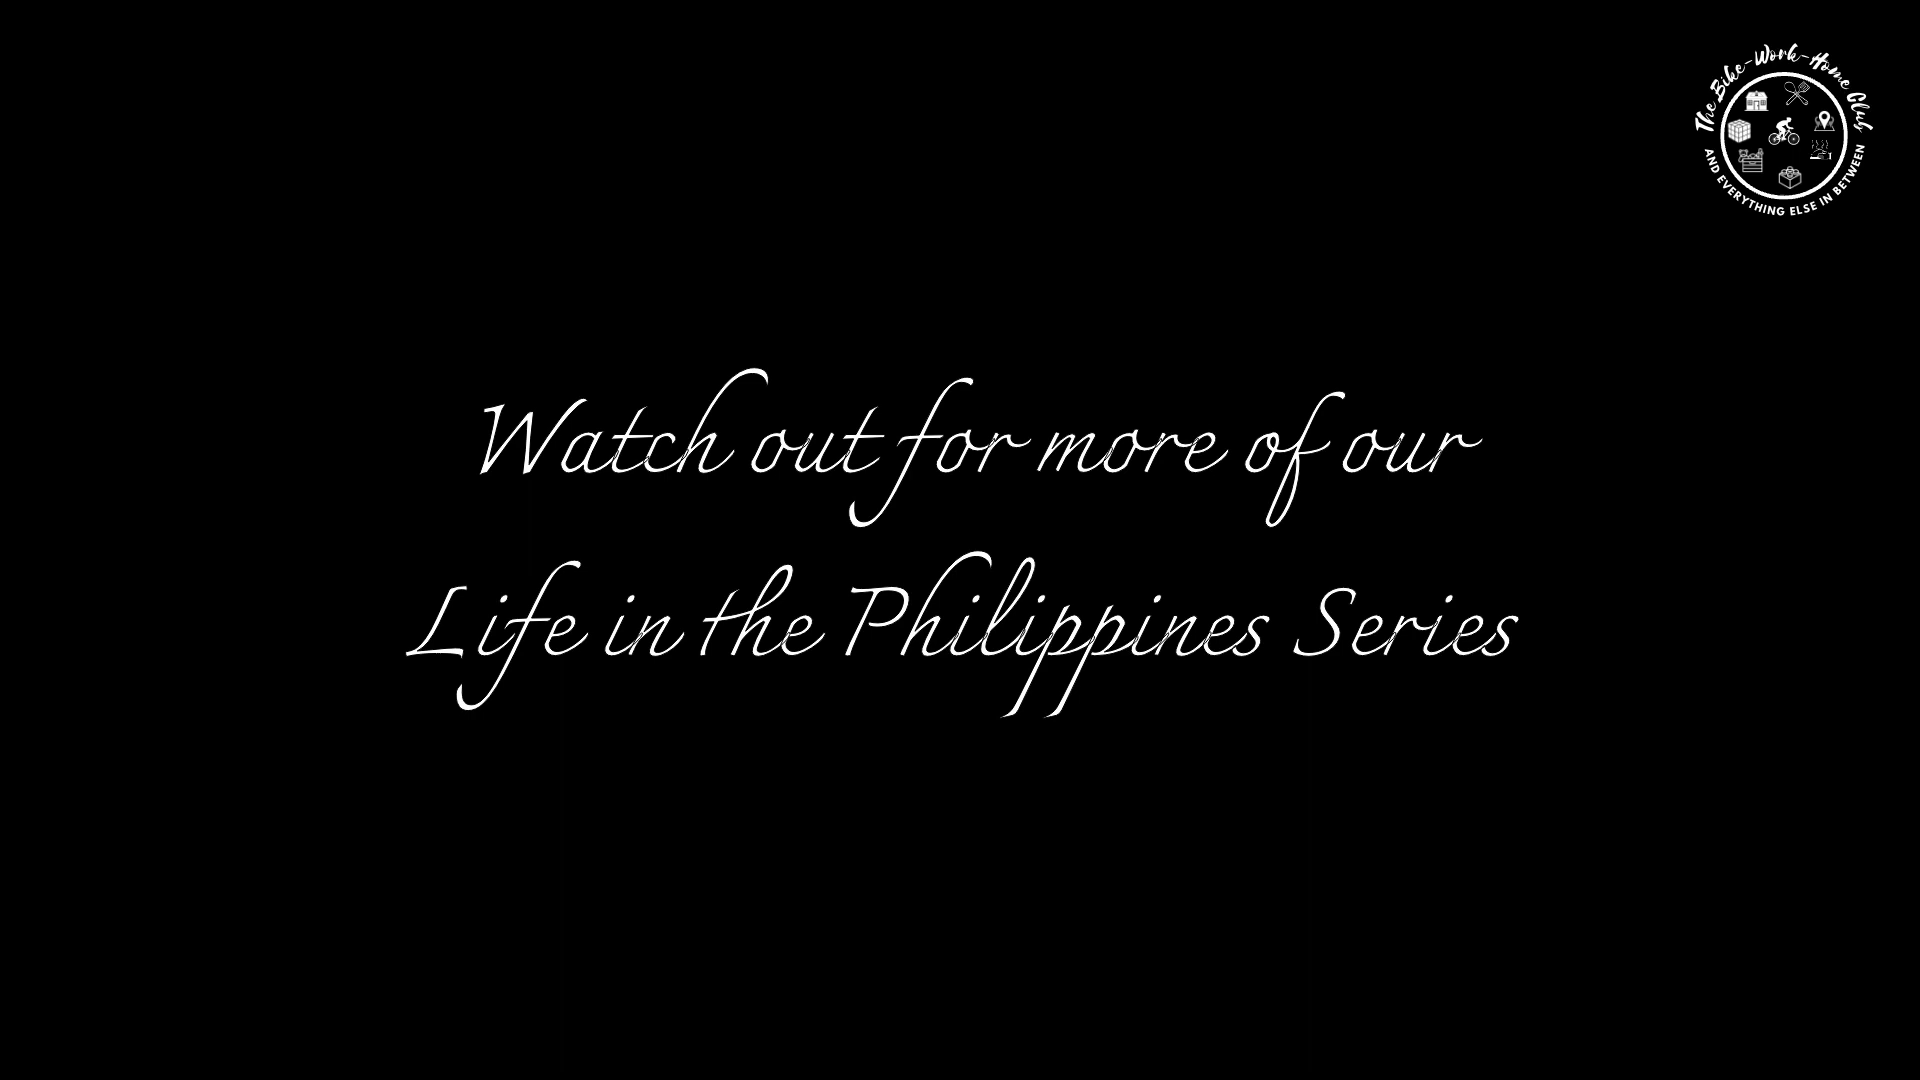 The Bike-Work-Home Club
AND EVERYTHING ELSE IN BETWEEN
Watch out for more of our
Life in the Philippines Series